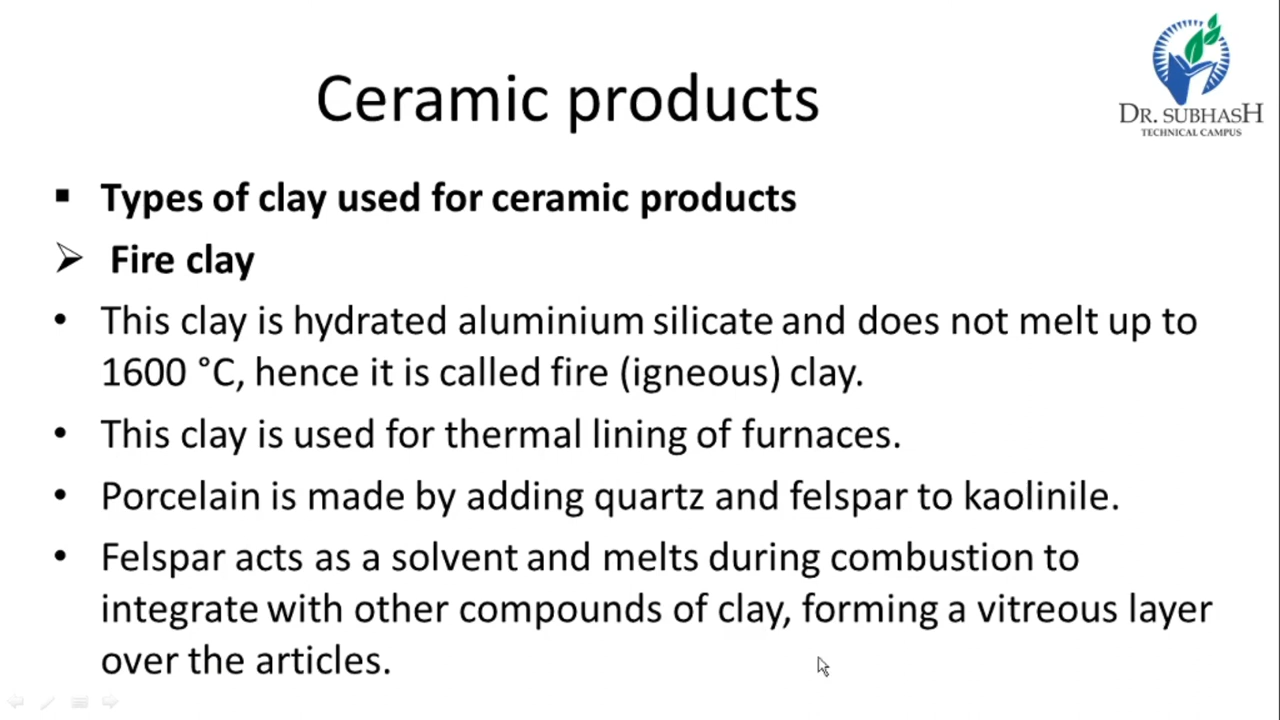 DR. SUBHASH
TECHNICAL CAMPUS
Ceramic products
▪ Types of clay used for ceramic products
➢ Fire clay
• This clay is hydrated aluminium silicate and does not melt up to
1600 °C, hence it is called fire (igneous) clay.
• This clay is used for thermal lining of furnaces.
• Porcelain is made by adding quartz and felspar to kaolinile.
• Felspar acts as a solvent and melts during combustion to
integrate with other compounds of clay, forming a vitreous layer
over the articles.